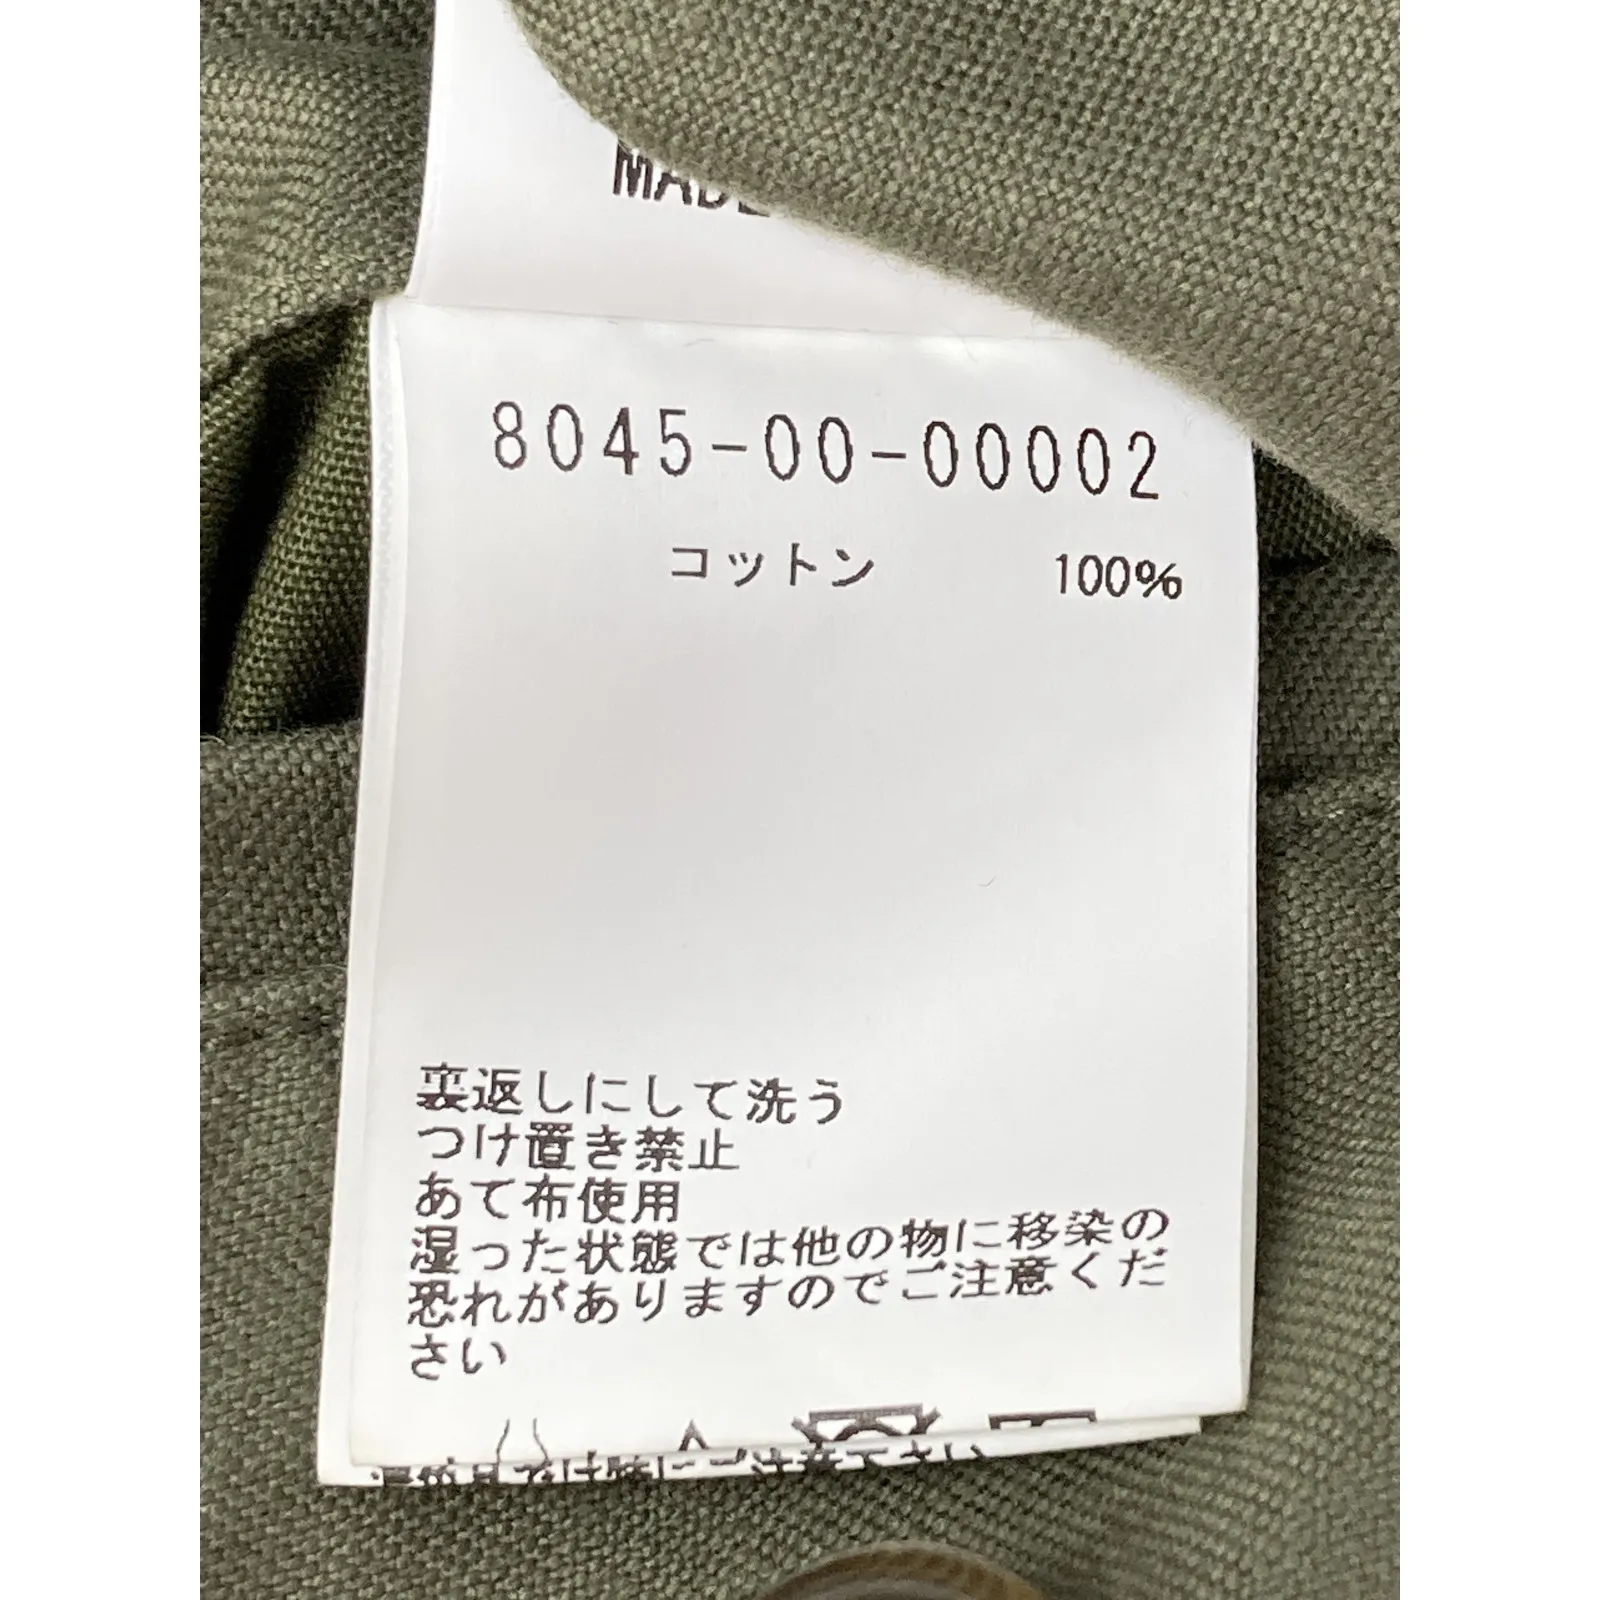 MADE
8045-00-00002
コットン 100%
裏返しにして洗う
つけ置き禁止
あて布使用
湿った状態では他の物に移染の
恐れがありますのでご注意くだ
さい